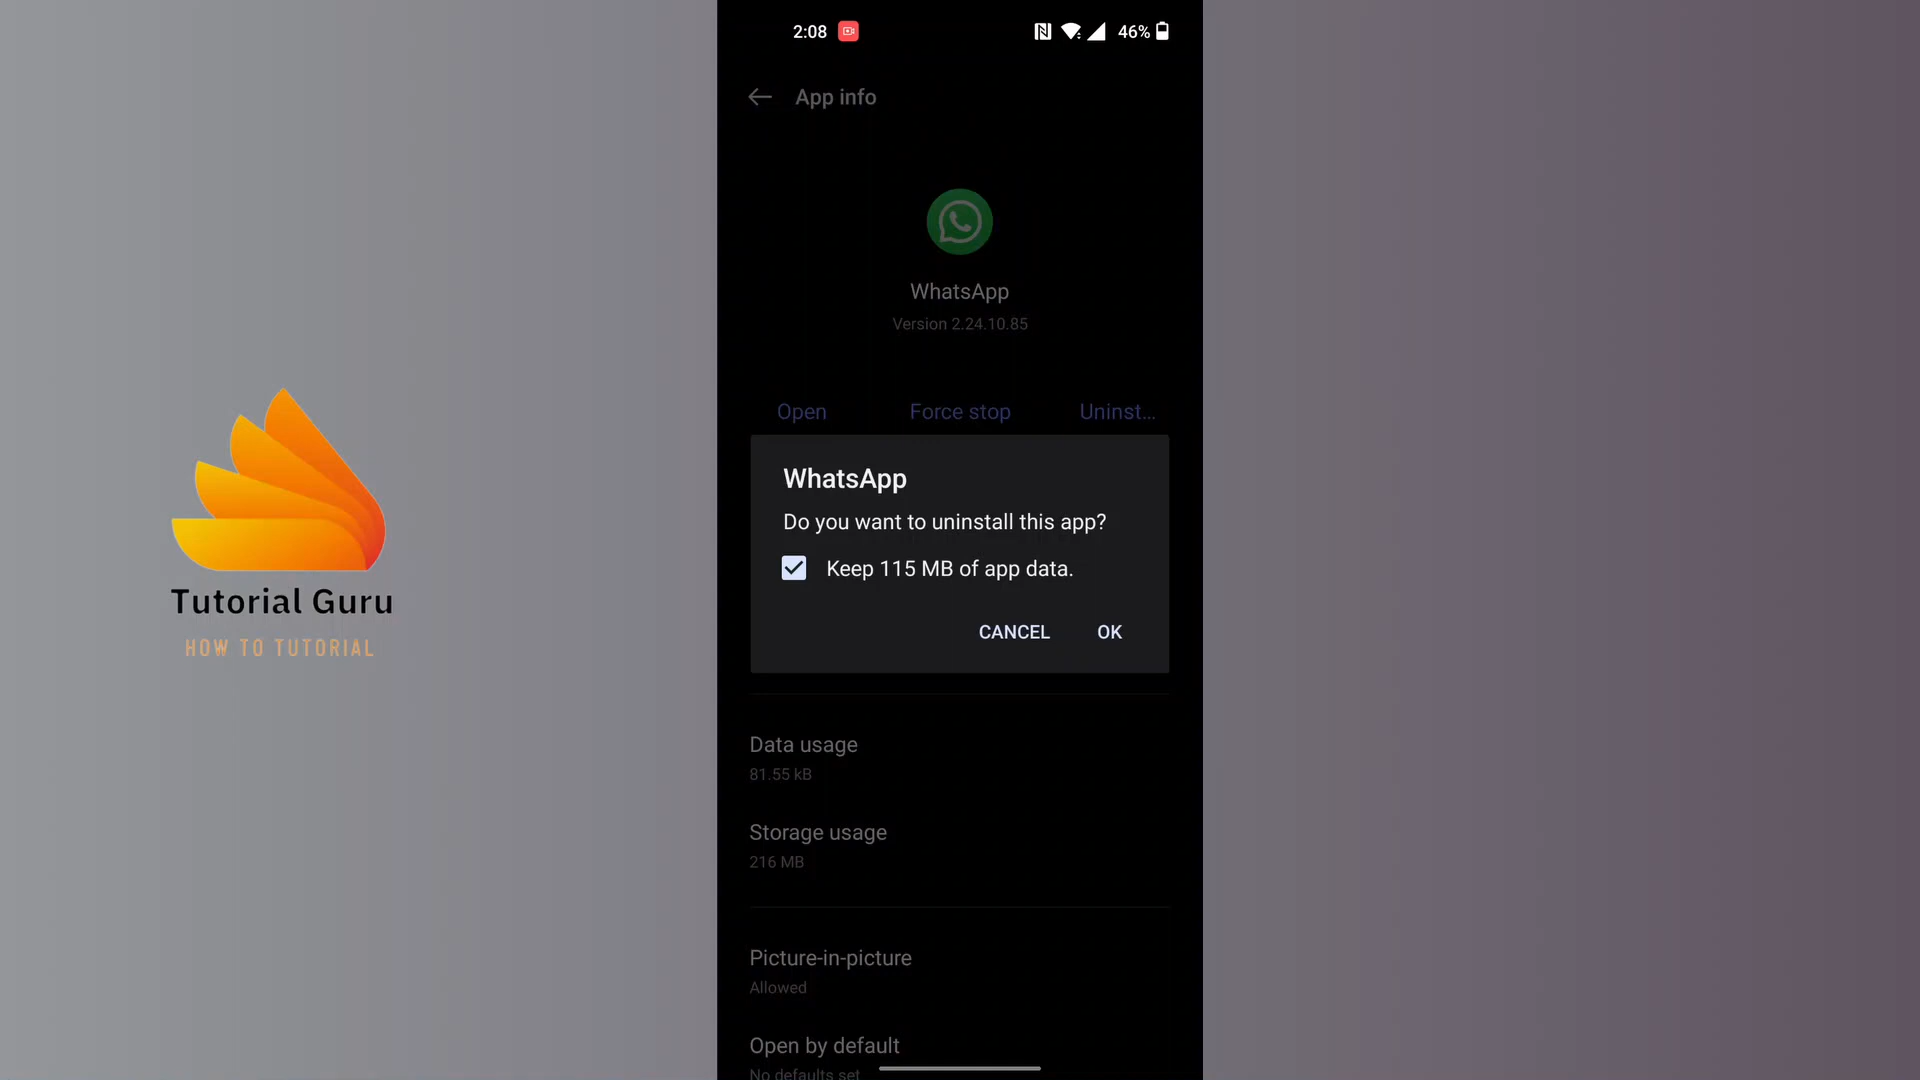 2:08
46%
App info
WhatsApp
Version 2.24.10.85
Open
Force stop
Uninst...
WhatsApp
Do you want to uninstall this app?
Keep 115 MB of app data.
CANCEL
OK
Data usage
81.55 kB
Storage usage
216 MB
Picture-in-picture
Allowed
Open by default
No defaults set
Tutorial Guru
HOW TO TUTORIAL